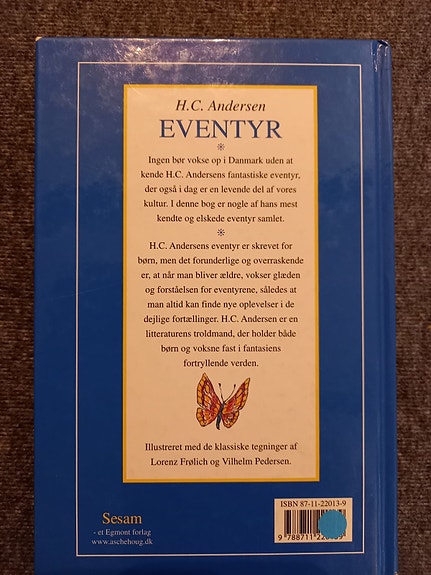 H.C. Andersen
EVENTYR
Ingen bør vokse op i Danmark uden at
kende H.C. Andersens fantastiske eventyr,
der også i dag er en levende del af vores
kultur. I denne bog er nogle af hans mest
kendte og elskede eventyr samlet.
H.C. Andersens eventyr er skrevet for
børn, men det forunderlige og overraskende
er, at når man bliver ældre, vokser glæden
og forståelsen for eventyrene, således at
man altid kan finde nye oplevelser i de
dejlige fortællinger. H.C. Andersen er en
litteraturens troldmand, der holder både
børn og voksne fast i fantasiens
fortryllende verden.
Illustreret med de klassiske tegninger af
Lorenz Frølich og Vilhelm Pedersen.
ISBN 87-11-22013-9
Sesam
- et Egmont forlag
www.aschehoug.dk